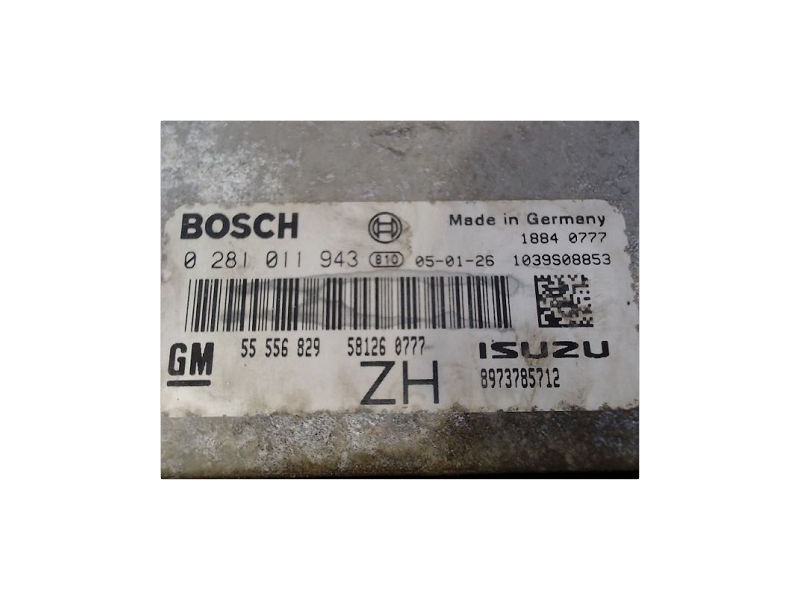 BOSCH
Made in Germany
1884 0777
0 281 011 943 810 05-01-26 1039S08853
55 556 829 58126 0777 ISUZU
GM ZH 8973785712